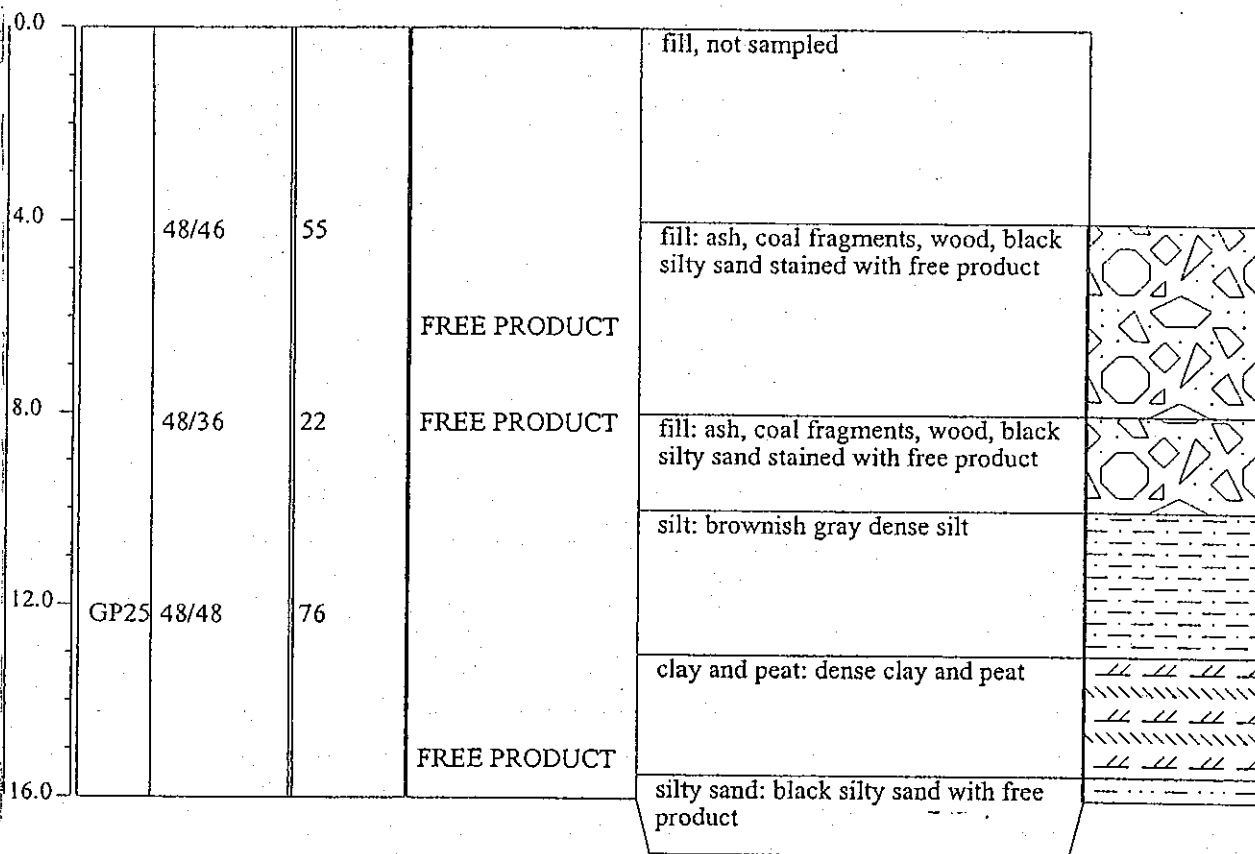 0.0
fill, not sampled
4.0
48/46 55
fill: ash, coal fragments, wood, black
silty sand stained with free product
FREE PRODUCT
8.0
48/36 22 FREE PRODUCT
fill: ash, coal fragments, wood, black
silty sand stained with free product
silt: brownish gray dense silt
12.0
GP25 48/48 76
clay and peat: dense clay and peat
FREE PRODUCT
16.0
silty sand: black silty sand with free
product